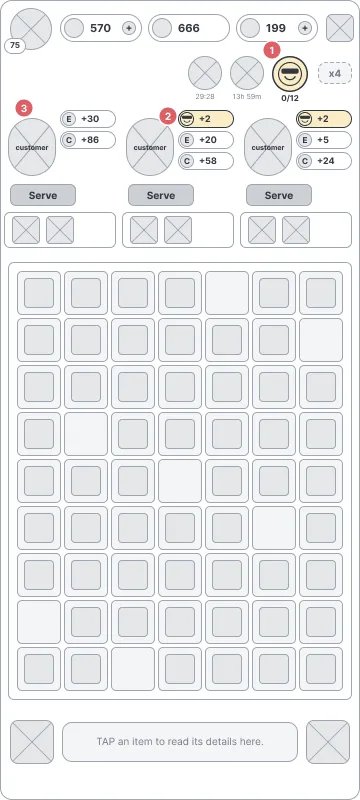 570 + 666 199 +
75
1
x4
29:28 13h 59m 0/12
3 E +30 2 +2 +2
customer C +86 customer E +20 customer E +5
C +58 C +24
Serve Serve Serve
TAP an item to read its details here.